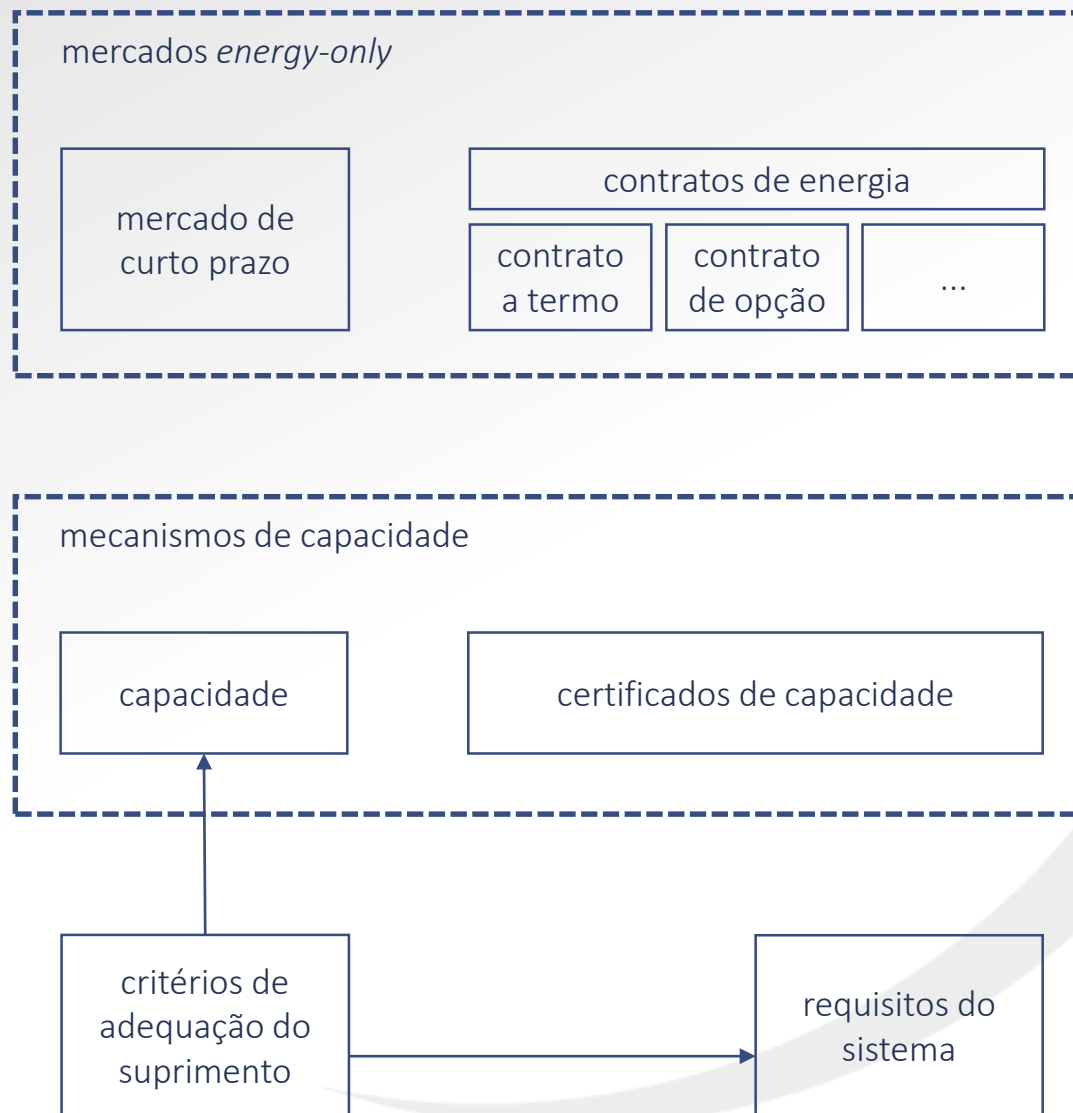 mercados energy-only
mercado de
curto prazo
contratos de energia
contrato
a termo
contrato
de opção
...
mecanismos de capacidade
capacidade
certificados de capacidade
critérios de
adequação do
suprimento
requisitos do
sistema